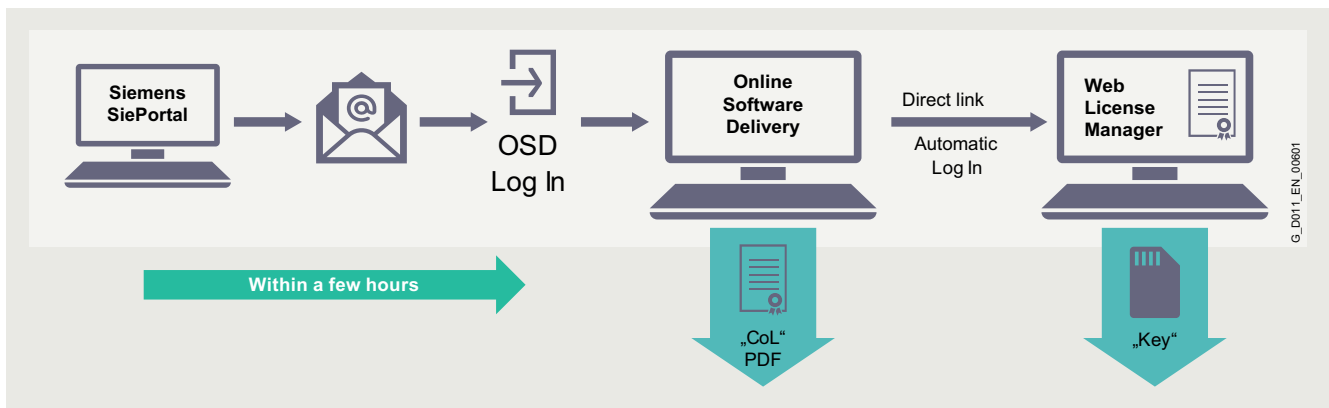 Siemens
SiePortal
@
OSD
Log In
Online
Software
Delivery
Direct link
Automatic
Log In
Web
License
Manager
G_D011_EN_00601
Within a few hours
„CoL“
PDF
„Key“